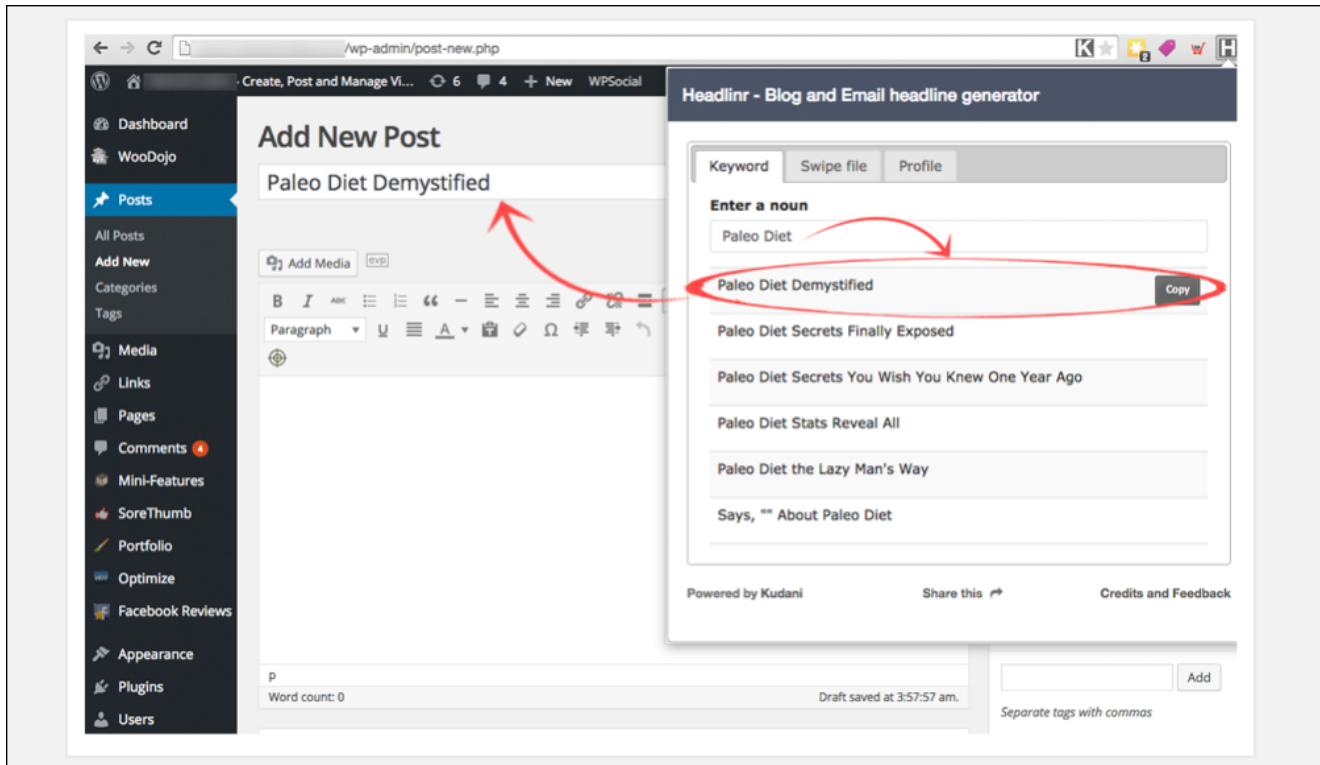 /wp-admin/post-new.php
Create, Post and Manage Vi... 6 4 + New WPSocial
Dashboard
WooDojo
Posts
All Posts
Add New
Categories
Tags
Media
Links
Pages
Comments 4
Mini-Features
SoreThumb
Portfolio
Optimize
Facebook Reviews
Appearance
Plugins
Users
Add New Post
Paleo Diet Demystified
Add Media evp
B I ABC
Paragraph U A Ω
p
Word count: 0 Draft saved at 3:57:57 am.
K 2 H
Headlinr - Blog and Email headline generator
Keyword Swipe file Profile
Enter a noun
Paleo Diet
Paleo Diet Demystified Copy
Paleo Diet Secrets Finally Exposed
Paleo Diet Secrets You Wish You Knew One Year Ago
Paleo Diet Stats Reveal All
Paleo Diet the Lazy Man's Way
Says, "" About Paleo Diet
Powered by Kudani Share this Credits and Feedback
Add
Separate tags with commas